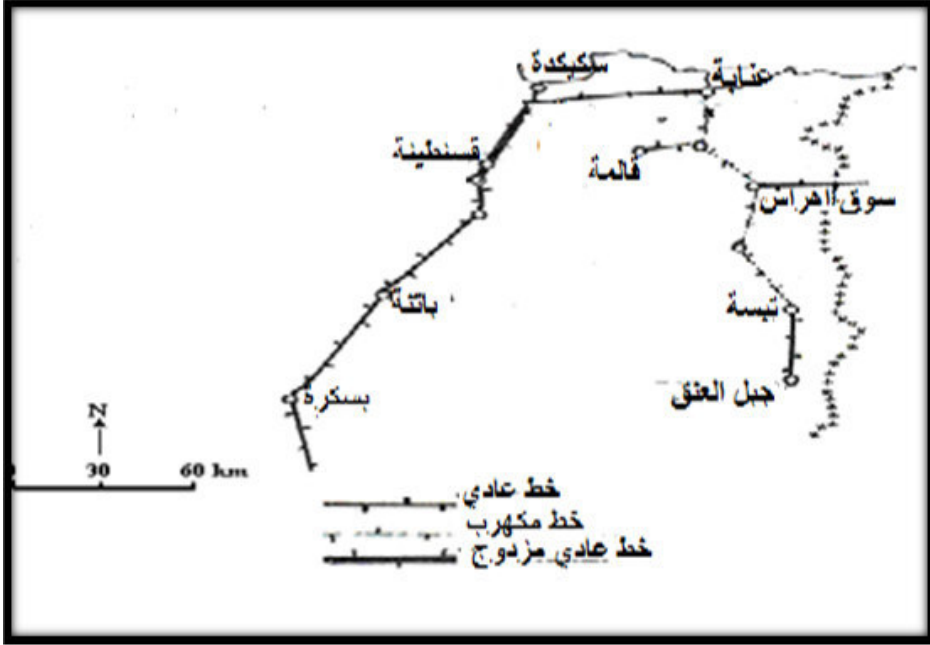 سكيكدة
عنابة
قسنطينة
قالمة
سوق اهراس
باتنة
تبسة
بسكرة
جبل العنق
N
30
60 km
خط عادي
خط مكهرب
خط عادي مزدوج